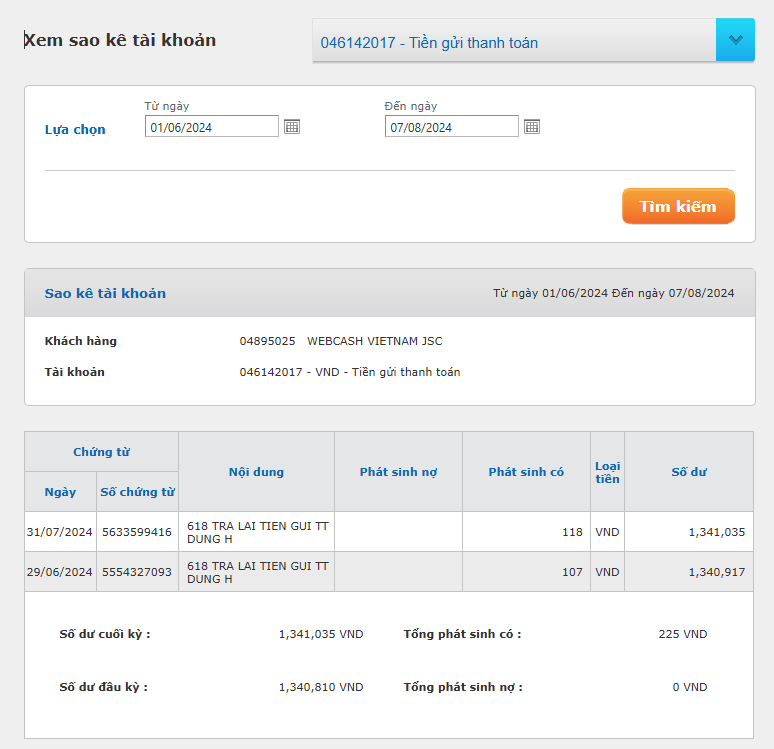 Xem sao kê tài khoản
046142017 - Tiền gửi thanh toán
Từ ngày
Đến ngày
Lựa chọn
01/06/2024
07/08/2024
Tìm kiếm
Sao kê tài khoản
Từ ngày 01/06/2024 Đến ngày 07/08/2024
Khách hàng
04895025 WEBCASH VIETNAM JSC
Tài khoản
046142017 - VND - Tiền gửi thanh toán
Chứng từ
Nội dung
Phát sinh nợ
Phát sinh có
Loại
tiền
Số dư
Ngày
Số chứng từ
31/07/2024
5633599416
618 TRA LAI TIEN GUI TT
DUNG H
118
VND
1,341,035
29/06/2024
5554327093
618 TRA LAI TIEN GUI TT
DUNG H
107
VND
1,340,917
Số dư cuối kỳ :
1,341,035 VND
Tổng phát sinh có :
225 VND
Số dư đầu kỳ :
1,340,810 VND
Tổng phát sinh nợ :
0 VND